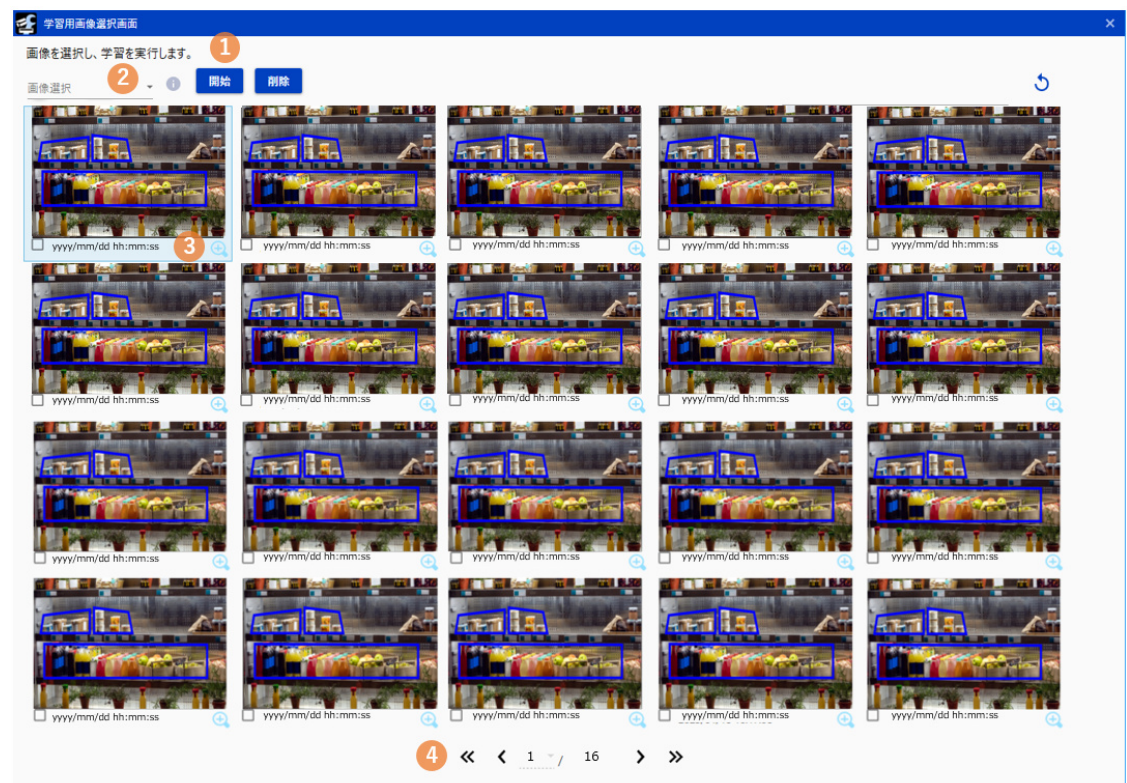 学習用画像選択画面
画像を選択し、学習を実行します。 1
画像選択 2 開始 削除
yyyy/mm/dd hh:mm:ss 3 yyyy/mm/dd hh:mm:ss yyyy/mm/dd hh:mm:ss yyyy/mm/dd hh:mm:ss yyyy/mm/dd hh:mm:ss
yyyy/mm/dd hh:mm:ss yyyy/mm/dd hh:mm:ss yyyy/mm/dd hh:mm:ss yyyy/mm/dd hh:mm:ss yyyy/mm/dd hh:mm:ss
yyyy/mm/dd hh:mm:ss yyyy/mm/dd hh:mm:ss yyyy/mm/dd hh:mm:ss yyyy/mm/dd hh:mm:ss yyyy/mm/dd hh:mm:ss
yyyy/mm/dd hh:mm:ss yyyy/mm/dd hh:mm:ss yyyy/mm/dd hh:mm:ss yyyy/mm/dd hh:mm:ss yyyy/mm/dd hh:mm:ss
4 « ‹ 1 / 16 › »